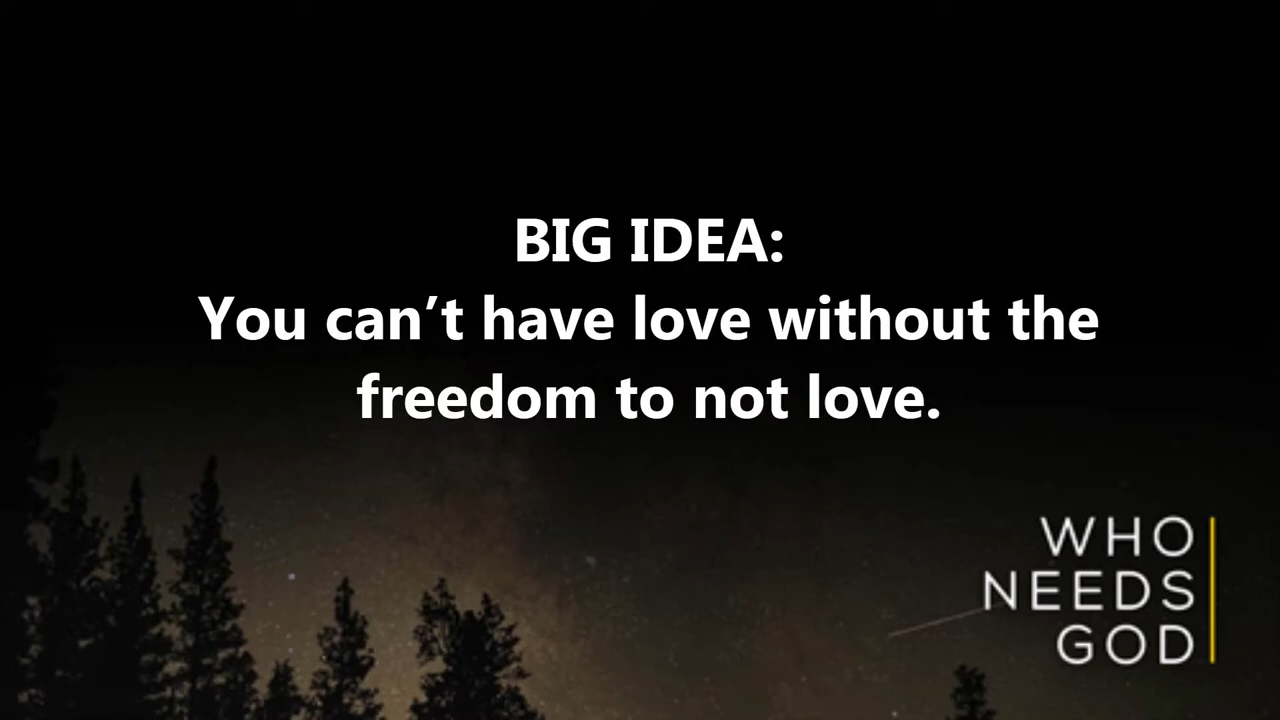 BIG IDEA:
You can’t have love without the
freedom to not love.
WHO
NEEDS
GOD